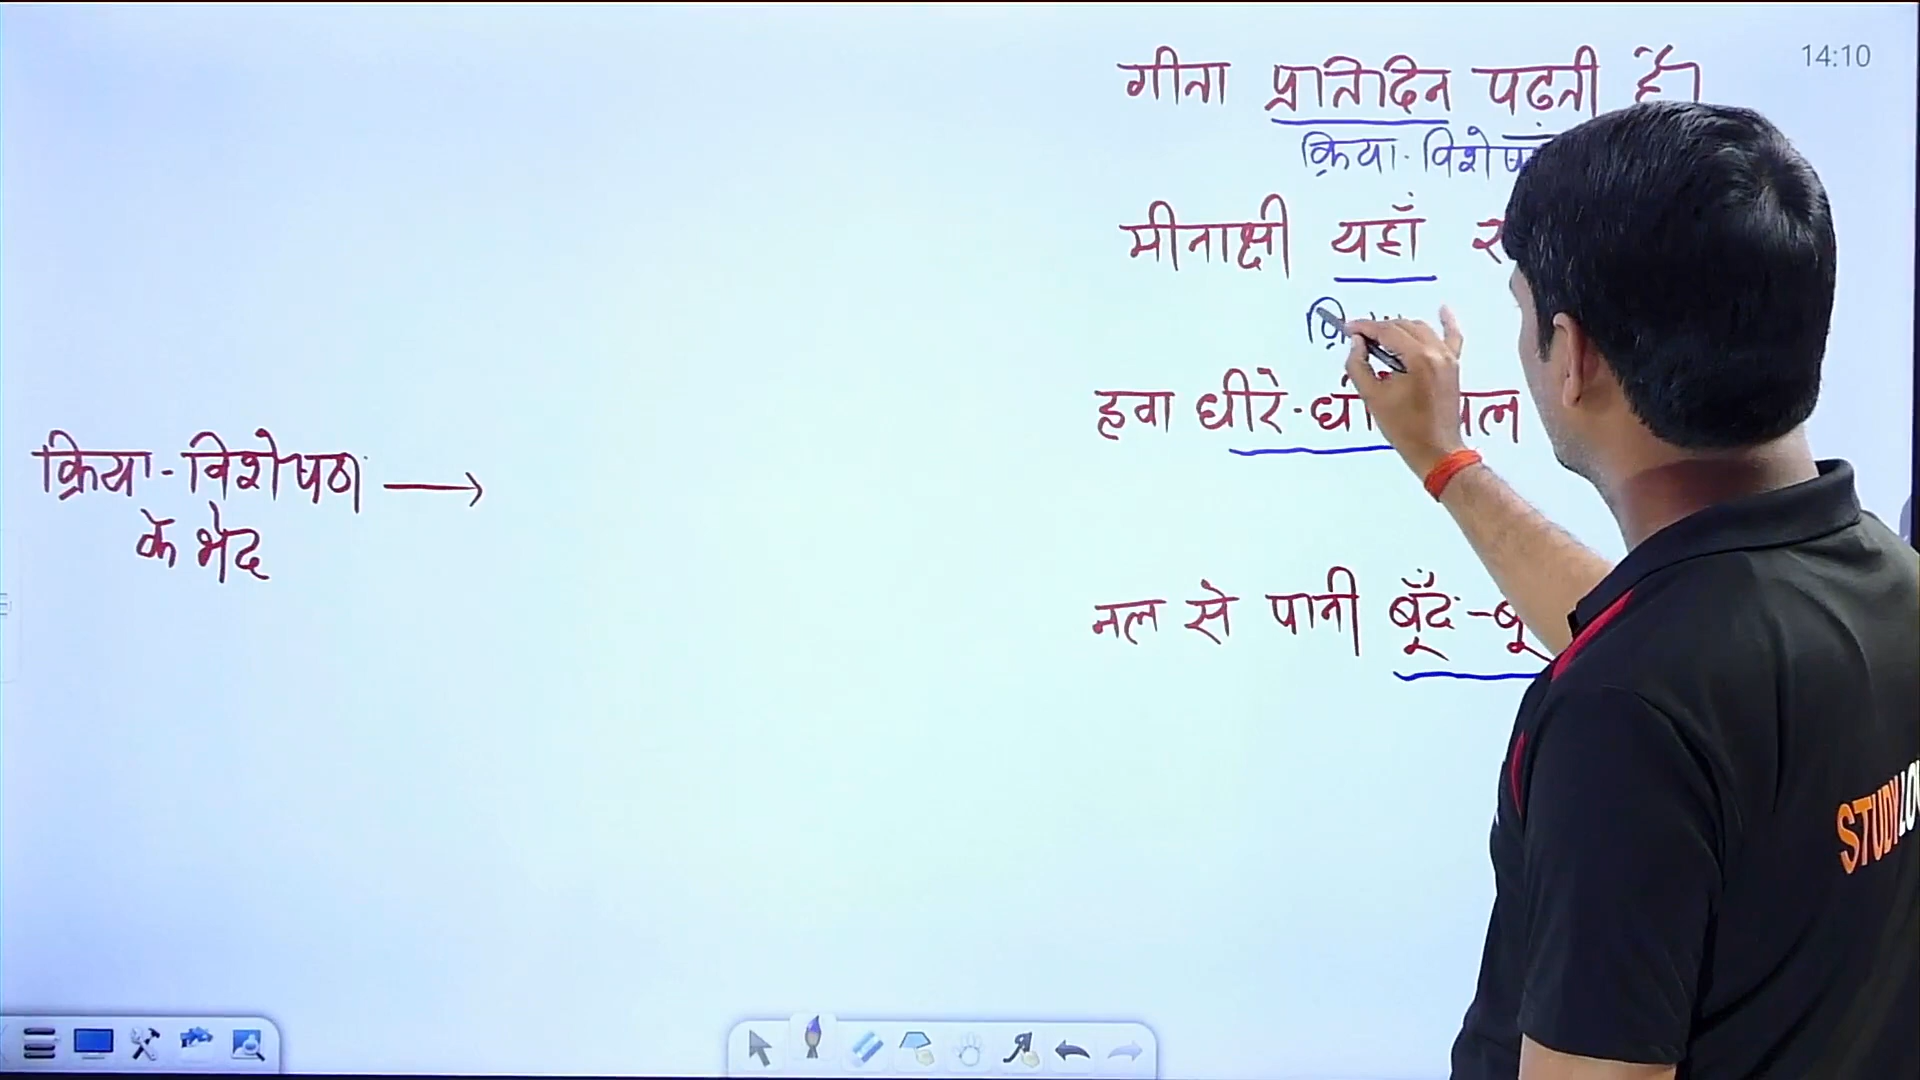 14:10
गीता प्रतिदिन पढ़ती है।
क्रिया-विशेषण
मीनाक्षी यहाँ
हवा धीरे-धी
क्रिया-विशेषण →
के भेद
नल से पानी बूँद-बूँ
STUDY